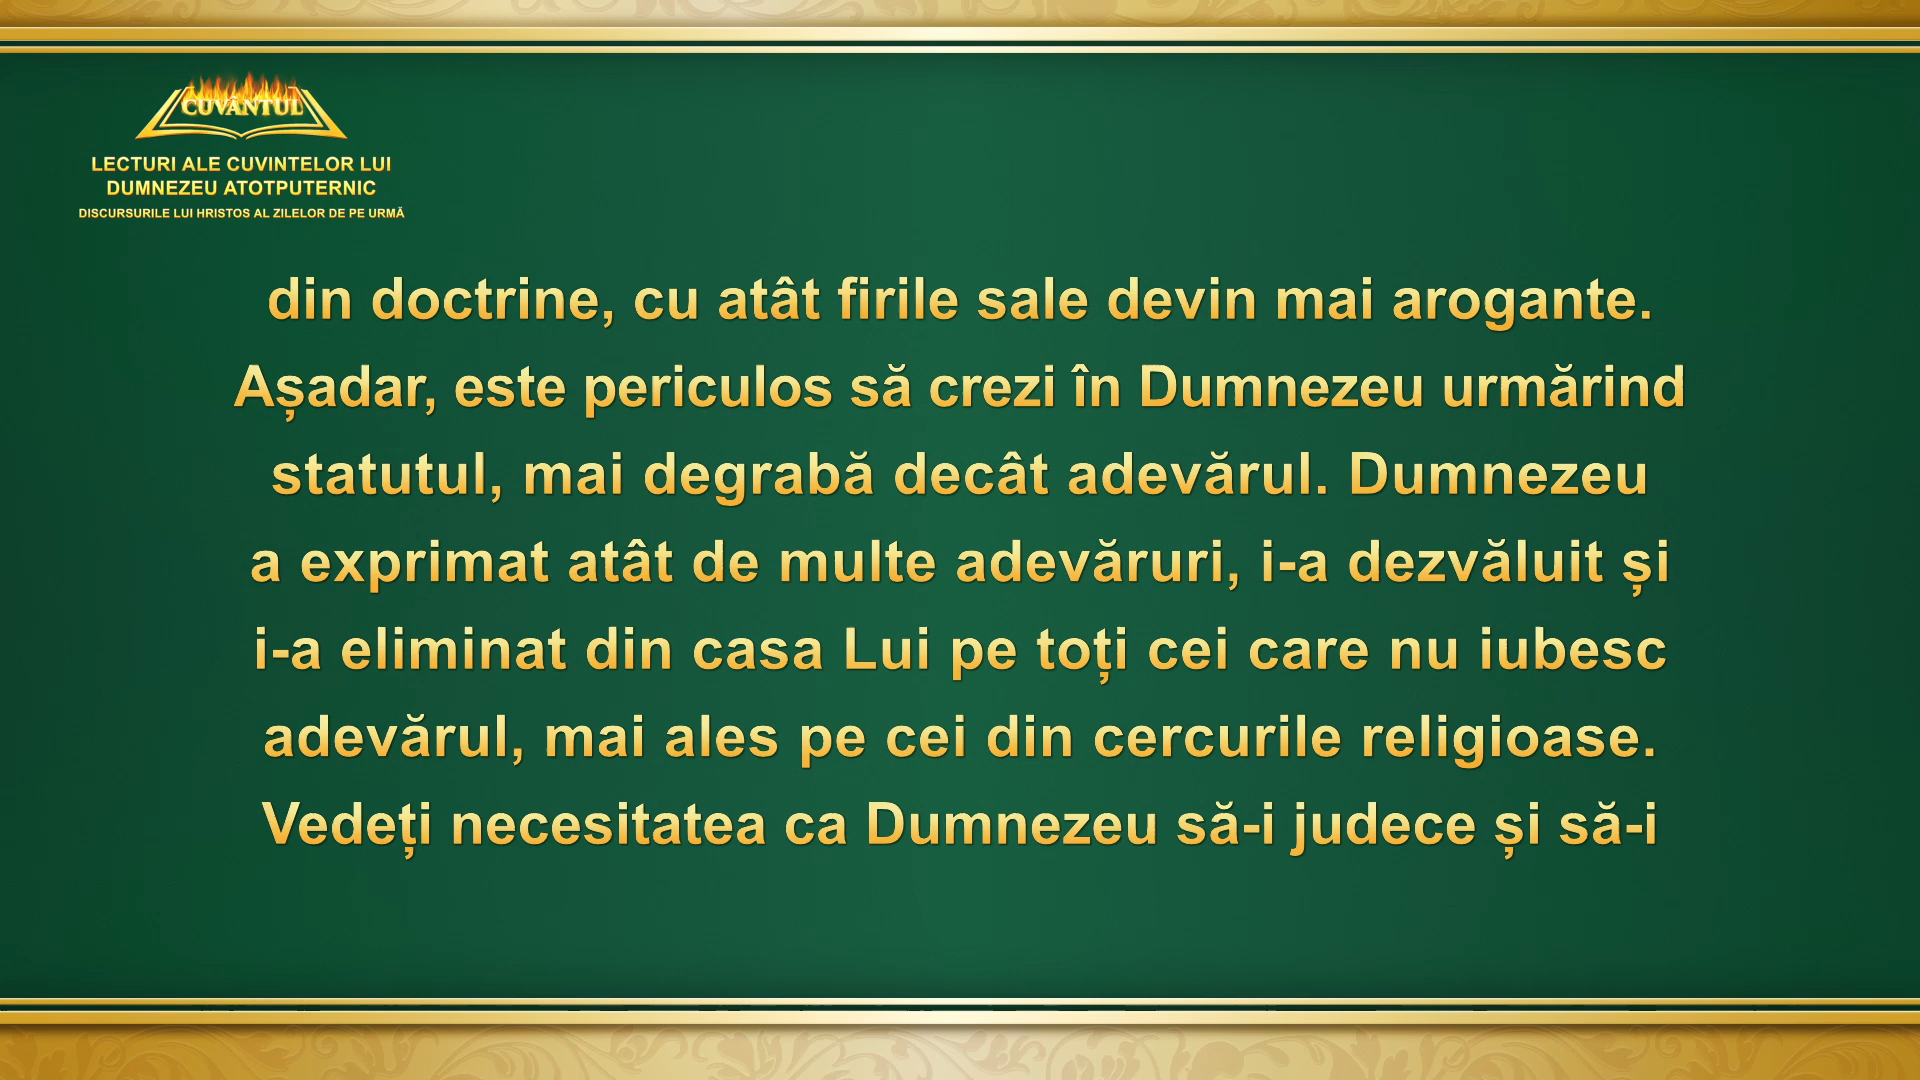 CUVÂNTUL
LECTURI ALE CUVINTELOR LUI
DUMNEZEU ATOTPUTERNIC
DISCURSURILE LUI HRISTOS AL ZILELOR DE PE URMĂ
din doctrine, cu atât firile sale devin mai arogante.
Așadar, este periculos să crezi în Dumnezeu urmărind
statutul, mai degrabă decât adevărul. Dumnezeu
a exprimat atât de multe adevăruri, i-a dezvăluit și
i-a eliminat din casa Lui pe toți cei care nu iubesc
adevărul, mai ales pe cei din cercurile religioase.
Vedeți necesitatea ca Dumnezeu să-i judece și să-i